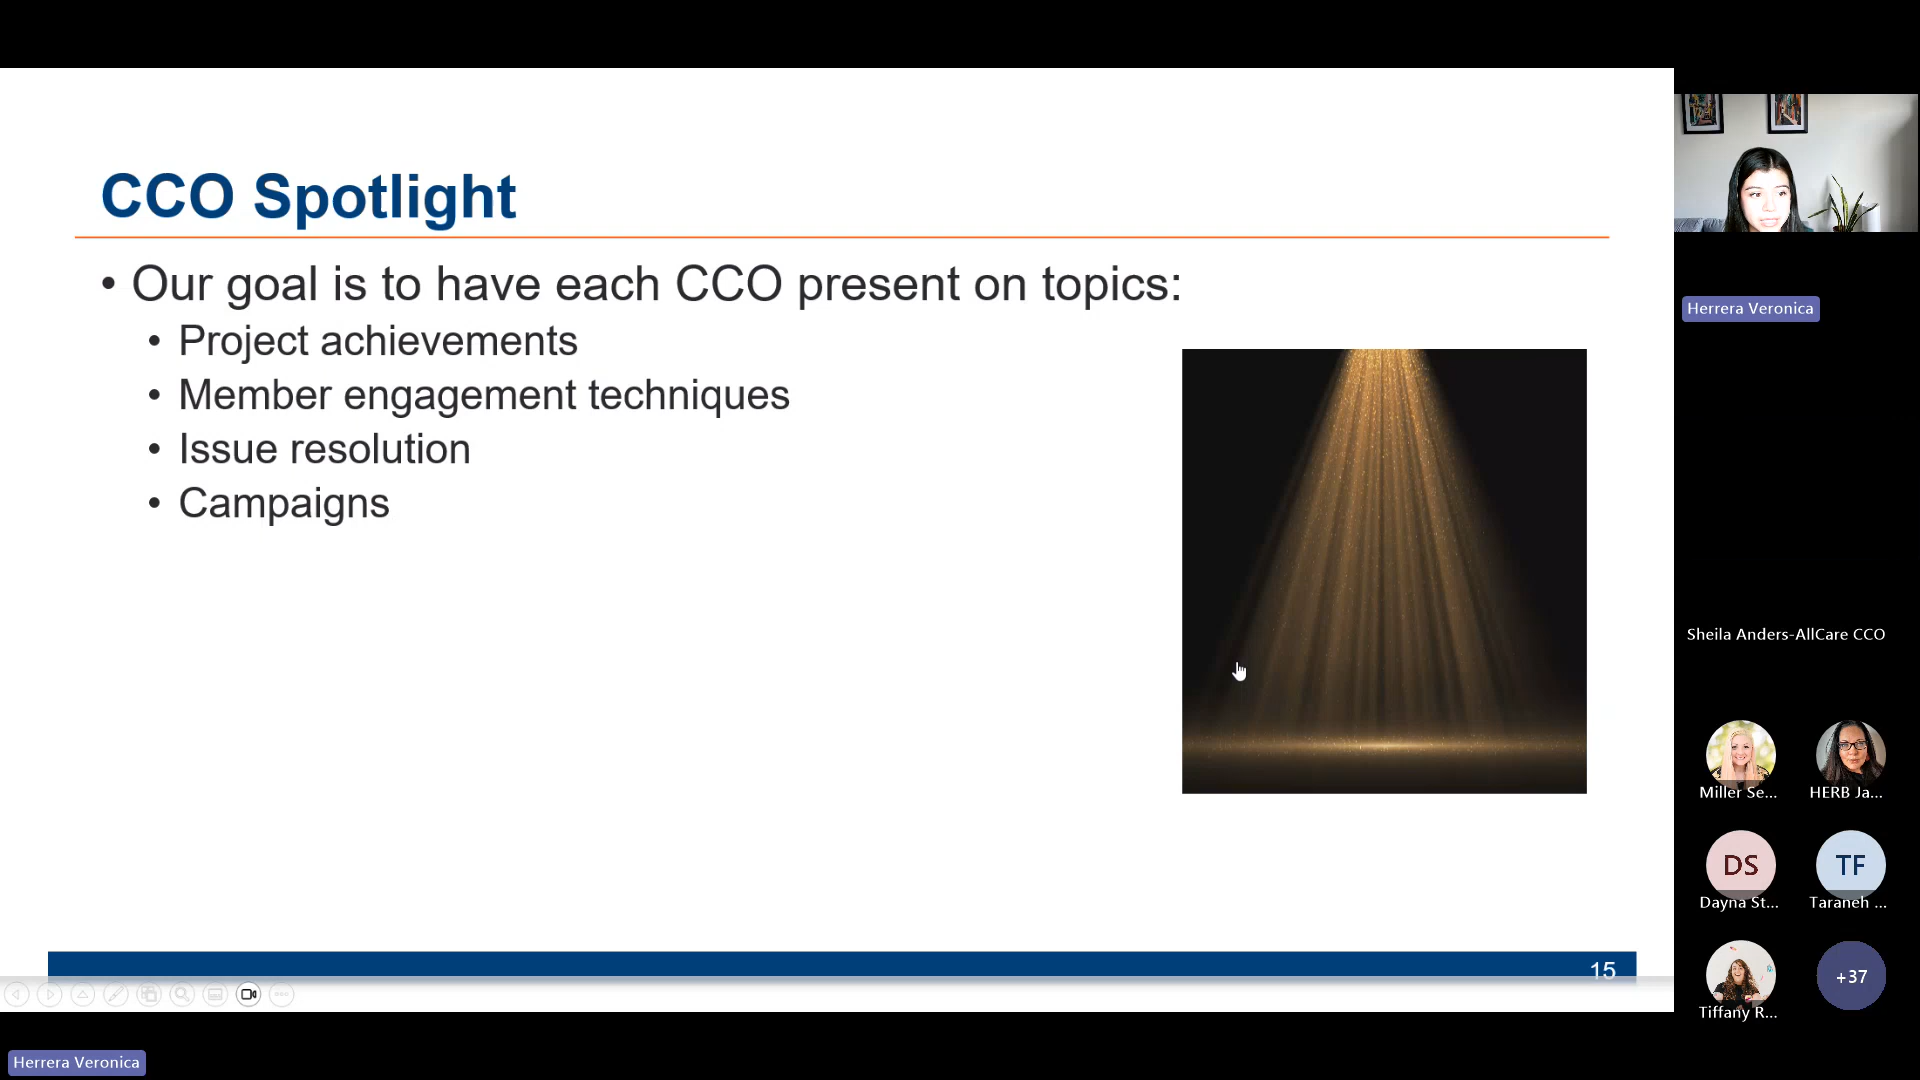 CCO Spotlight
• Our goal is to have each CCO present on topics:
• Project achievements
• Member engagement techniques
• Issue resolution
• Campaigns
15
Herrera Veronica
Sheila Anders-AllCare CCO
Miller Se...
HERB Ja...
DS
Dayna St...
TF
Taraneh ...
Tiffany R...
+37
Herrera Veronica